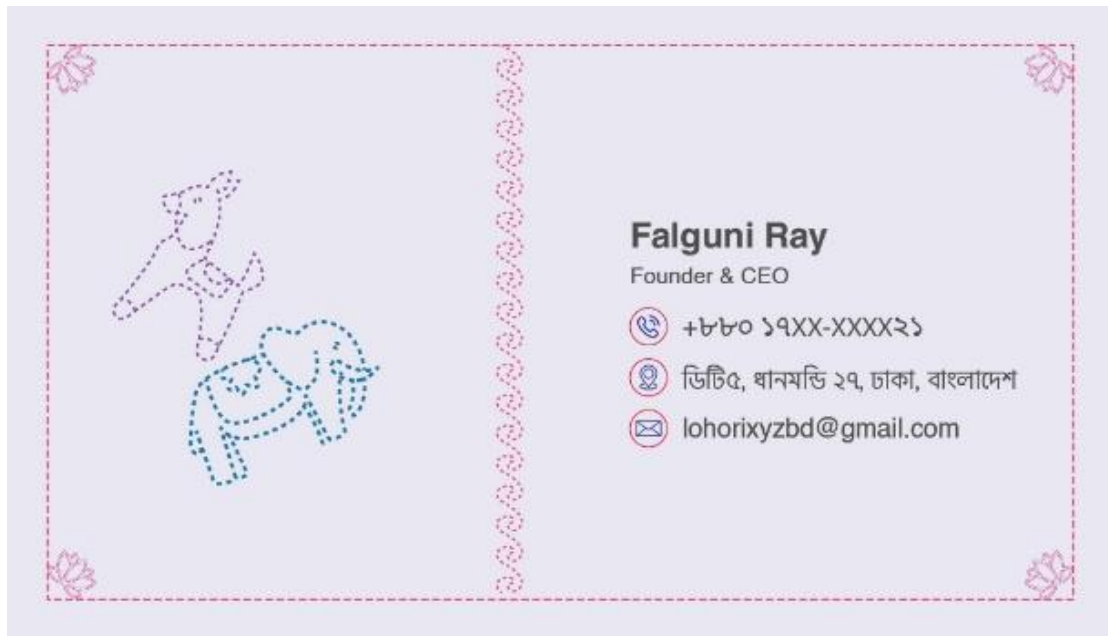 Falguni Ray
Founder & CEO
+৮৮০ ১৭XX-XXXX২১
ডিটি৫, ধানমন্ডি ২৭, ঢাকা, বাংলাদেশ
lohorixyzbd@gmail.com